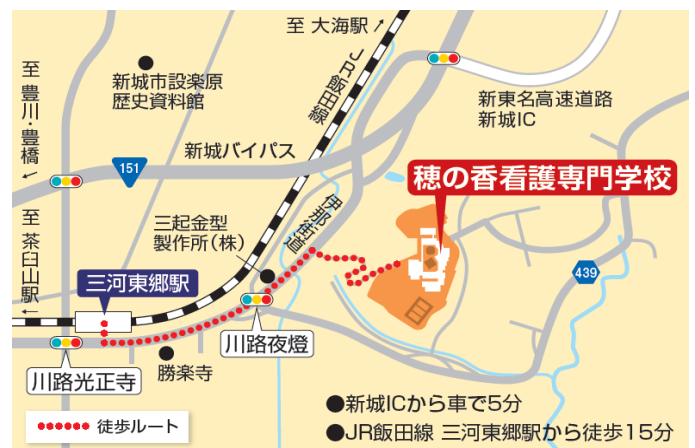 至 大海駅
新城市設楽原
歴史資料館
JR飯田線
至 豊川・豊橋
新東名高速道路
新城IC
151
新城バイパス
穂の香看護専門学校
伊那街道
三起金型
製作所(株)
至 茶臼山駅
三河東郷駅
439
川路夜燈
川路光正寺
勝楽寺
●新城ICから車で5分
徒歩ルート
●JR飯田線 三河東郷駅から徒歩15分